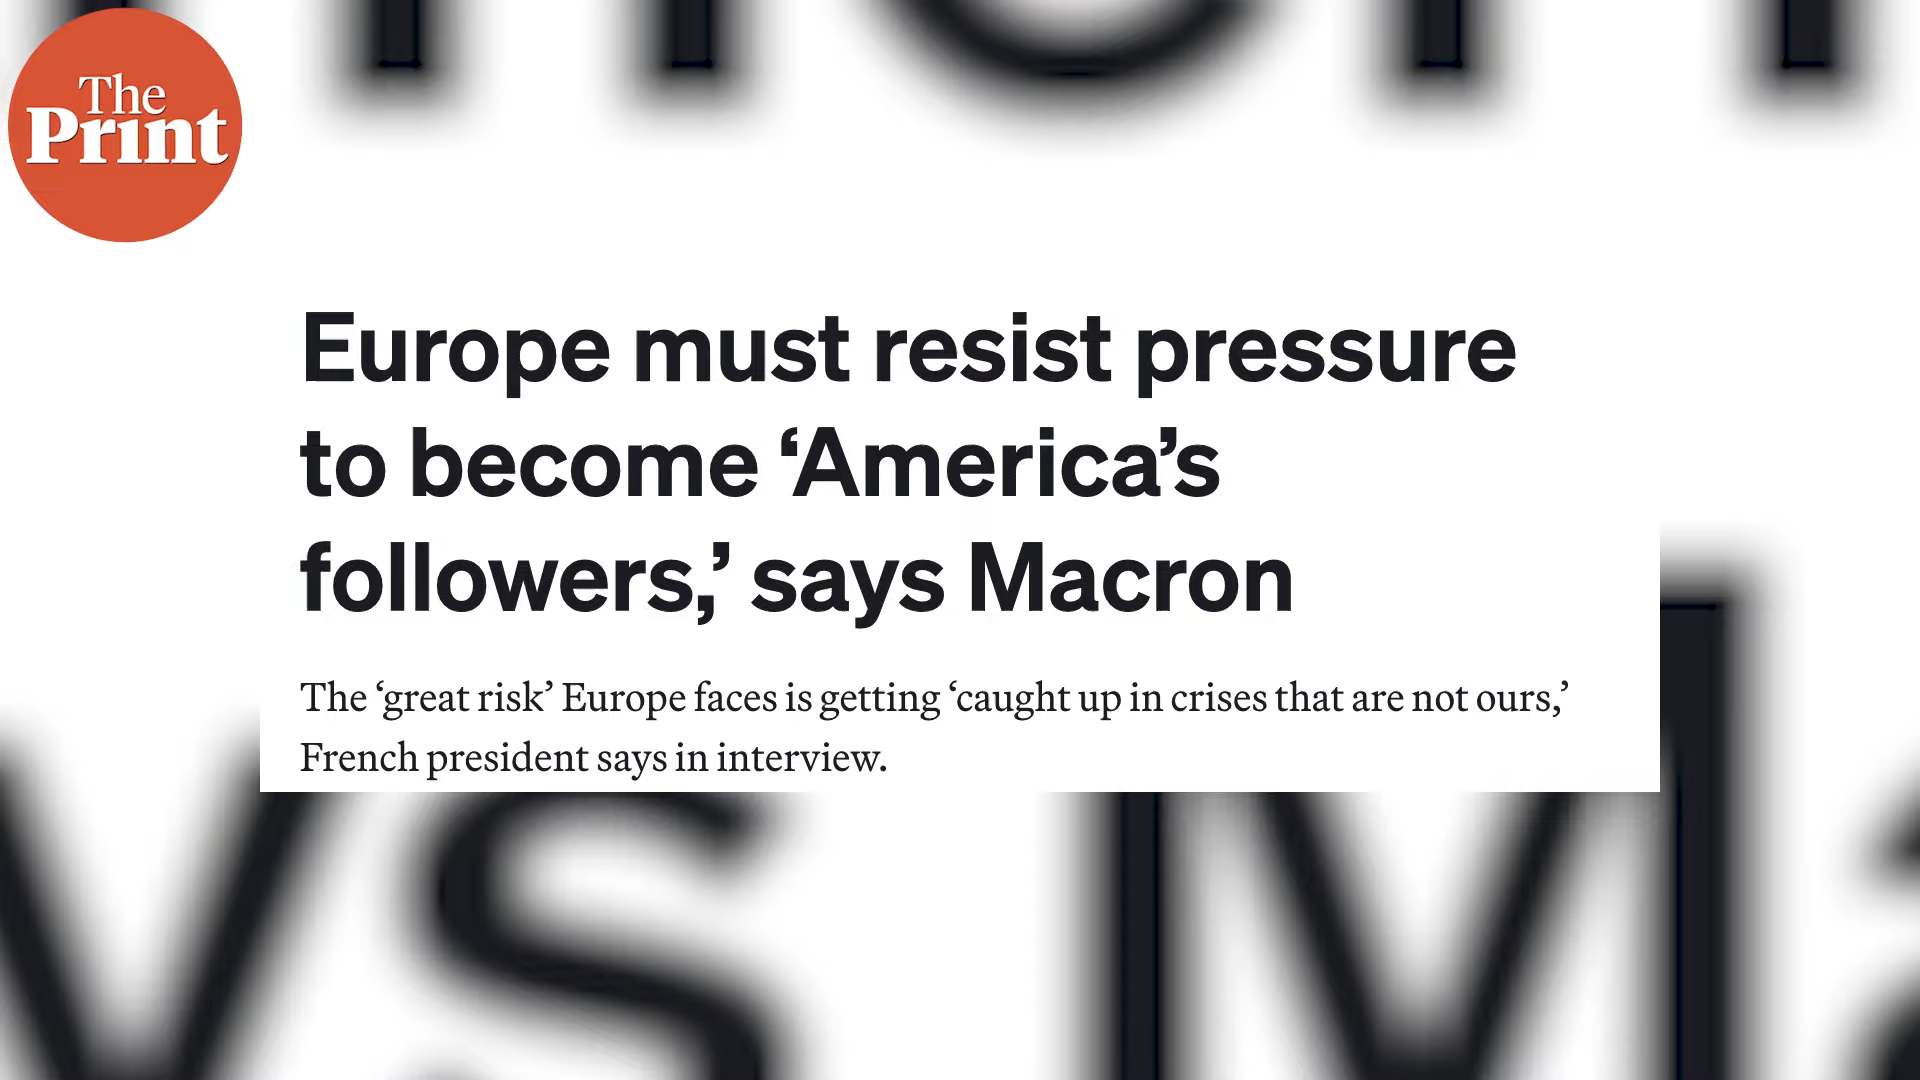 The
Print
Europe must resist pressure
to become ‘America’s
followers,’ says Macron
The ‘great risk’ Europe faces is getting ‘caught up in crises that are not ours,’
French president says in interview.